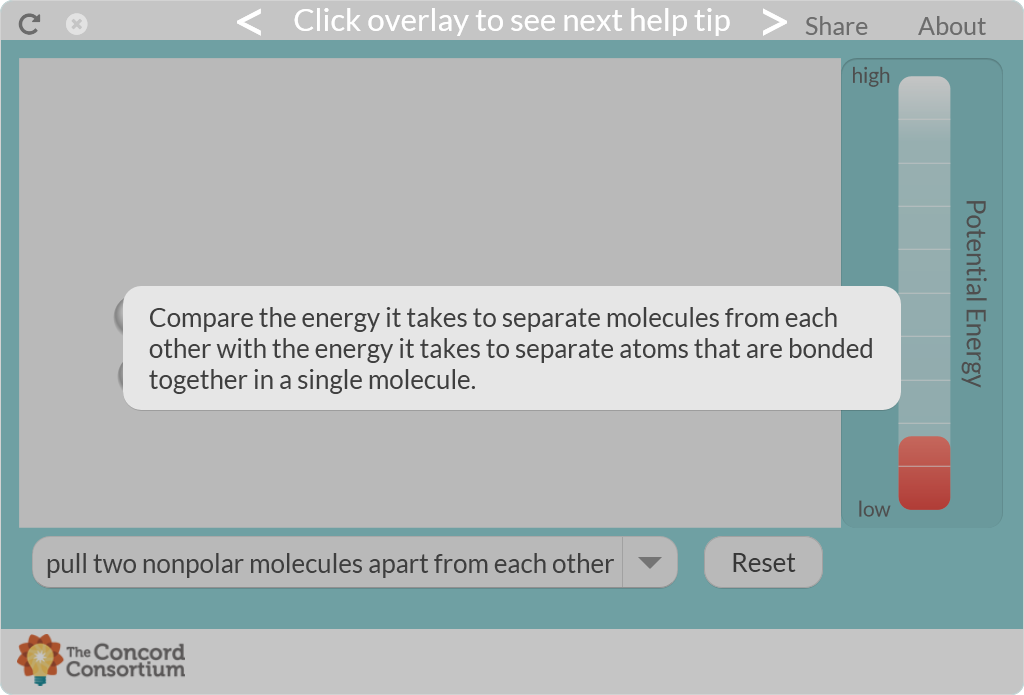 Click overlay to see next help tip
Share
About
high
Potential Energy
Compare the energy it takes to separate molecules from each
other with the energy it takes to separate atoms that are bonded
together in a single molecule.
low
pull two nonpolar molecules apart from each other
Reset
The Concord
Consortium